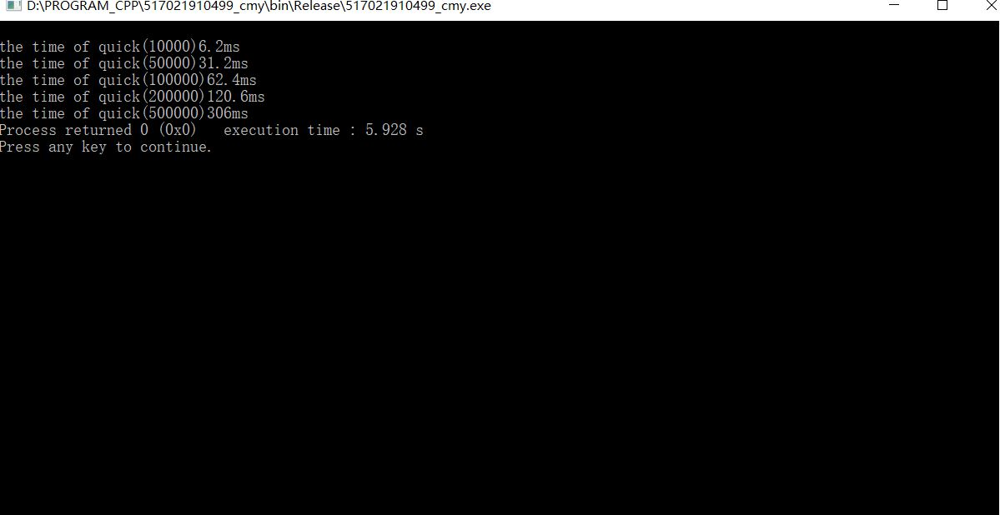 D:\PROGRAM_CPP\517021910499_cmy\bin\Release\517021910499_cmy.exe
the time of quick(10000)6.2ms
the time of quick(50000)31.2ms
the time of quick(100000)62.4ms
the time of quick(200000)120.6ms
the time of quick(500000)306ms
Process returned 0 (0x0)   execution time : 5.928 s
Press any key to continue.